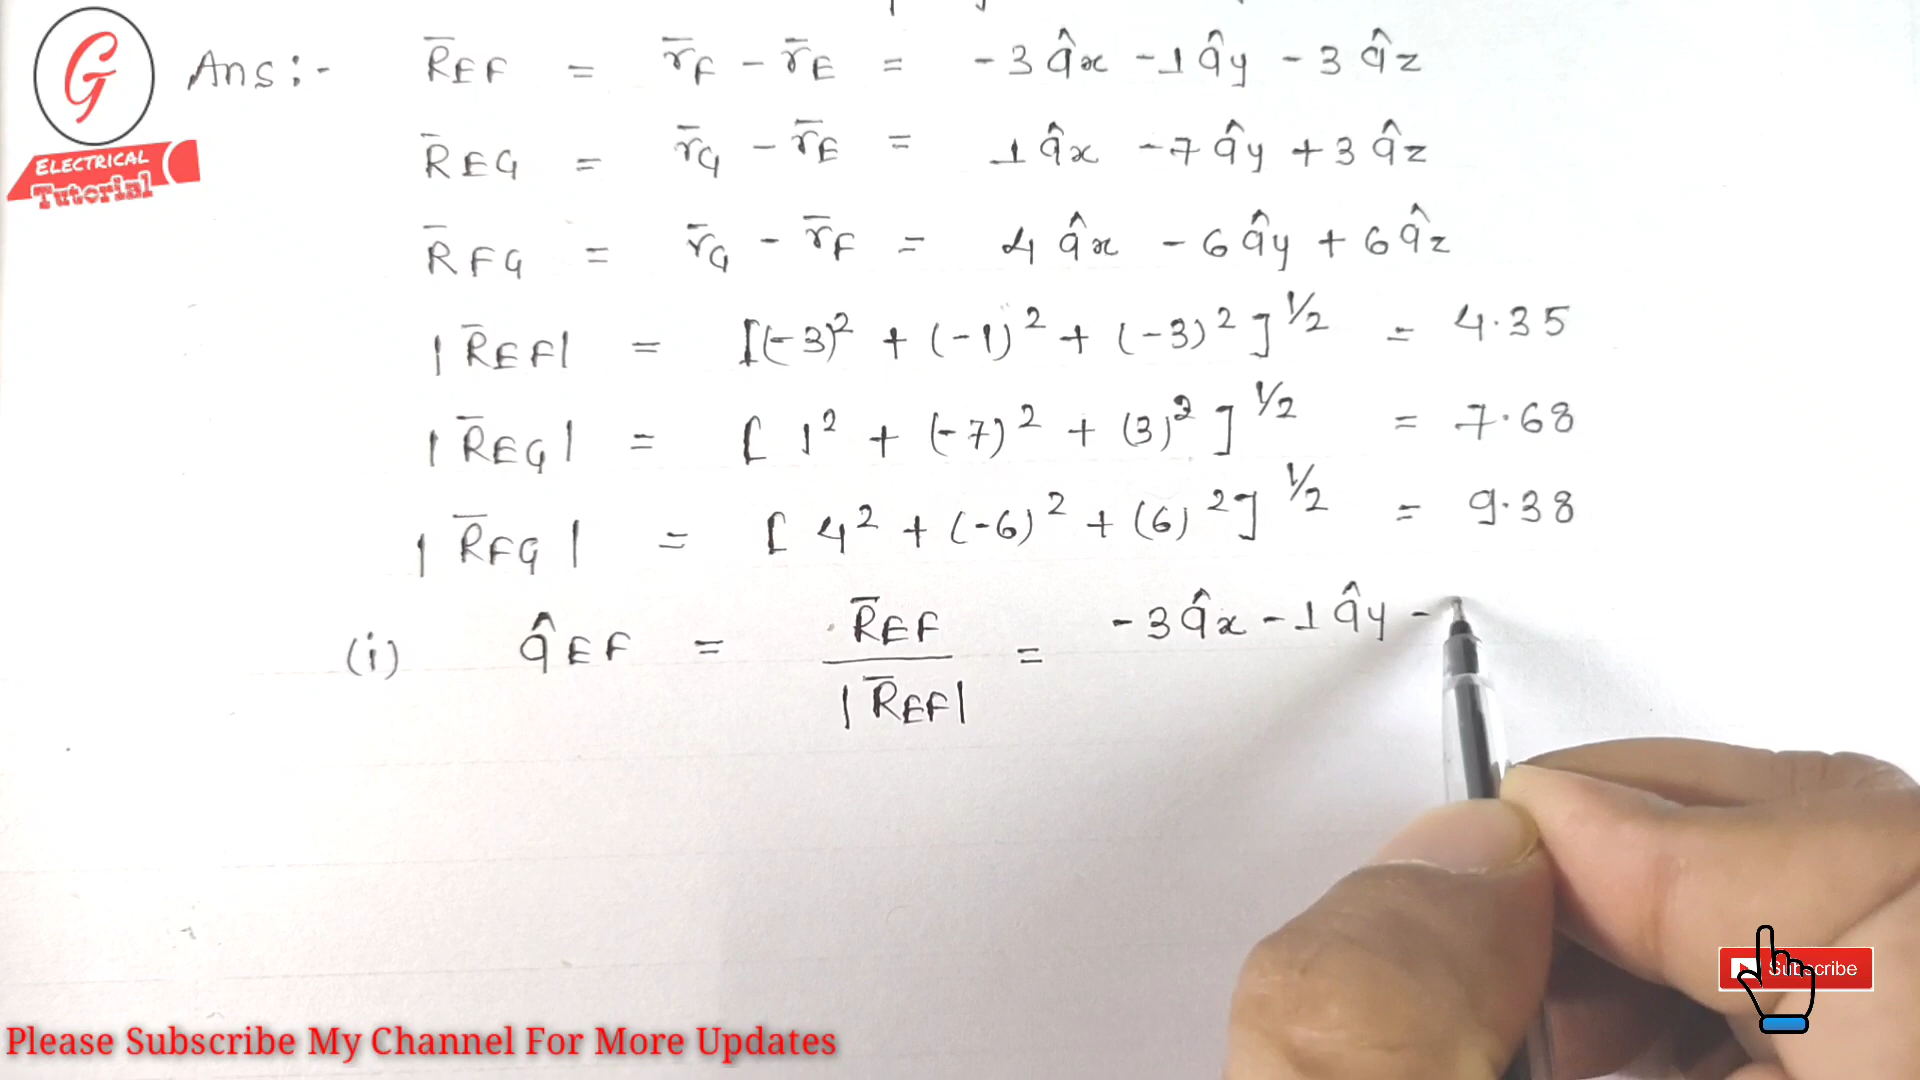 G
ELECTRICAL
Tutorial
Ans:- R̅EF = r̅F - r̅E = -3 âx -1 ây - 3 âz
R̅EG = r̅G - r̅E = 1 âx -7 ây + 3 âz
R̅FG = r̅G - r̅F = 4 âx - 6 ây + 6 âz
|R̅EF| = [(-3)² + (-1)² + (-3)²]^1/2 = 4.35
|R̅EG| = [1² + (-7)² + (3)²]^1/2 = 7.68
|R̅FG| = [4² + (-6)² + (6)²]^1/2 = 9.38
(i) âEF = R̅EF / |R̅EF| = -3 âx -1 ây -
Subscribe
Please Subscribe My Channel For More Updates